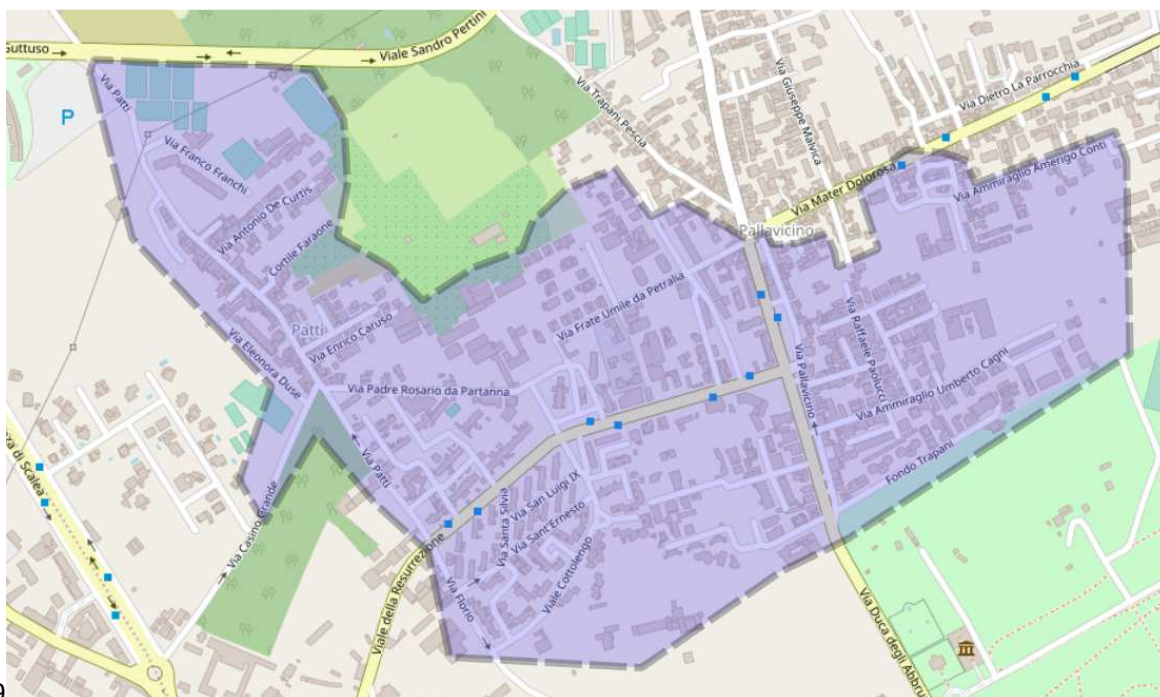 Guttuso
Viale Sandro Pertini
Via Patti
P
Via Trapani Pescia
Via Giuseppe Malvica
Via Dietro La Parrocchia
Via Franco Franchi
Via Mater Dolorosa
Via Ammiraglio Amerigo Conti
Via Antonio De Curtis
Cortile Faraone
Pallavicino
Via Frate Umile da Petralia
Patti
Via Enrico Caruso
Via Raffaele Paolucci
Via Eleonora Duse
Via Pallavicino
Via Padre Rosario da Partanna
Via Ammiraglio Umberto Cagni
Via Patti
Fondo Trapani
za di Scalea
Via Casino Grande
Via Santa Silvia
Via San Luigi IX
Via Sant'Ernesto
Viale della Resurrezione
Via Florio
Viale Cottolengo
Via Duca degli Abbru
9